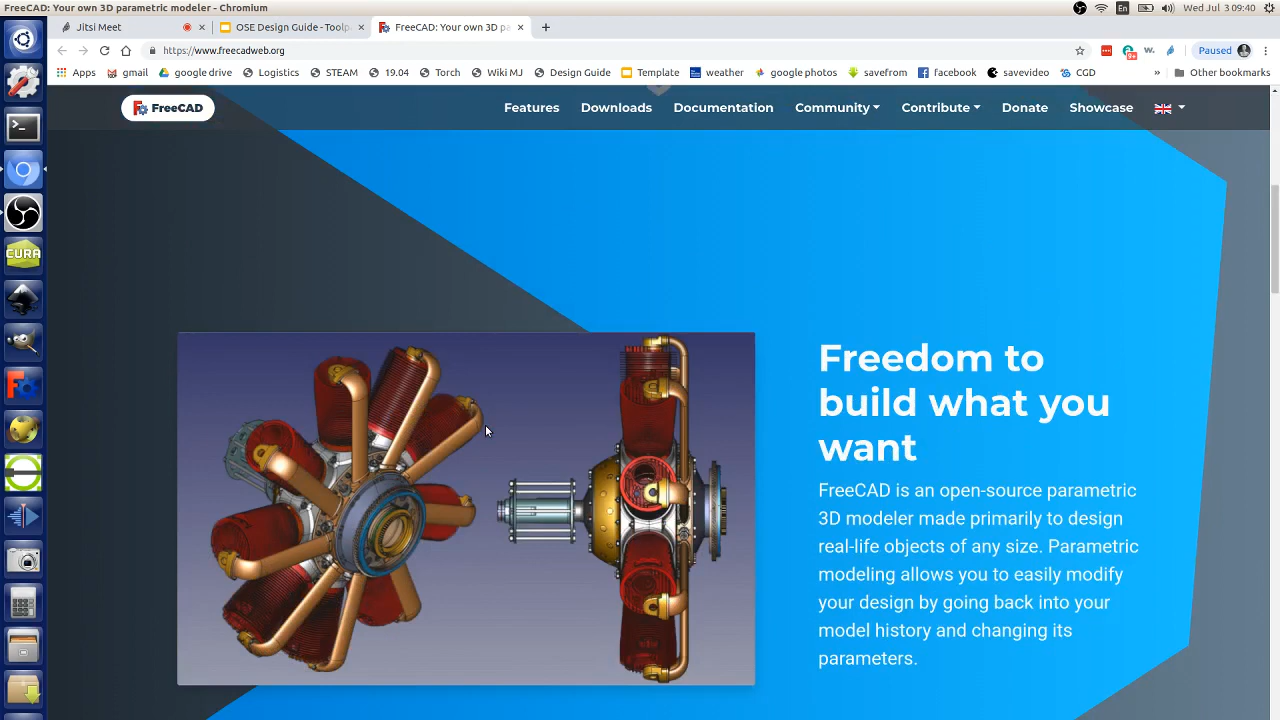 FreeCAD: Your own 3D parametric modeler - Chromium
En
Wed Jul 3 09:40
Jitsi Meet
OSE Design Guide - Toolp
FreeCAD: Your own 3D pa
https://www.freecadweb.org
9+
W.
Paused
Apps
gmail
google drive
Logistics
STEAM
19.04
Torch
Wiki MJ
Design Guide
Template
weather
google photos
savefrom
facebook
savevideo
CGD
»
Other bookmarks
FreeCAD
Features
Downloads
Documentation
Community
Contribute
Donate
Showcase
CURA
Freedom to
build what you
want
FreeCAD is an open-source parametric
3D modeler made primarily to design
real-life objects of any size. Parametric
modeling allows you to easily modify
your design by going back into your
model history and changing its
parameters.